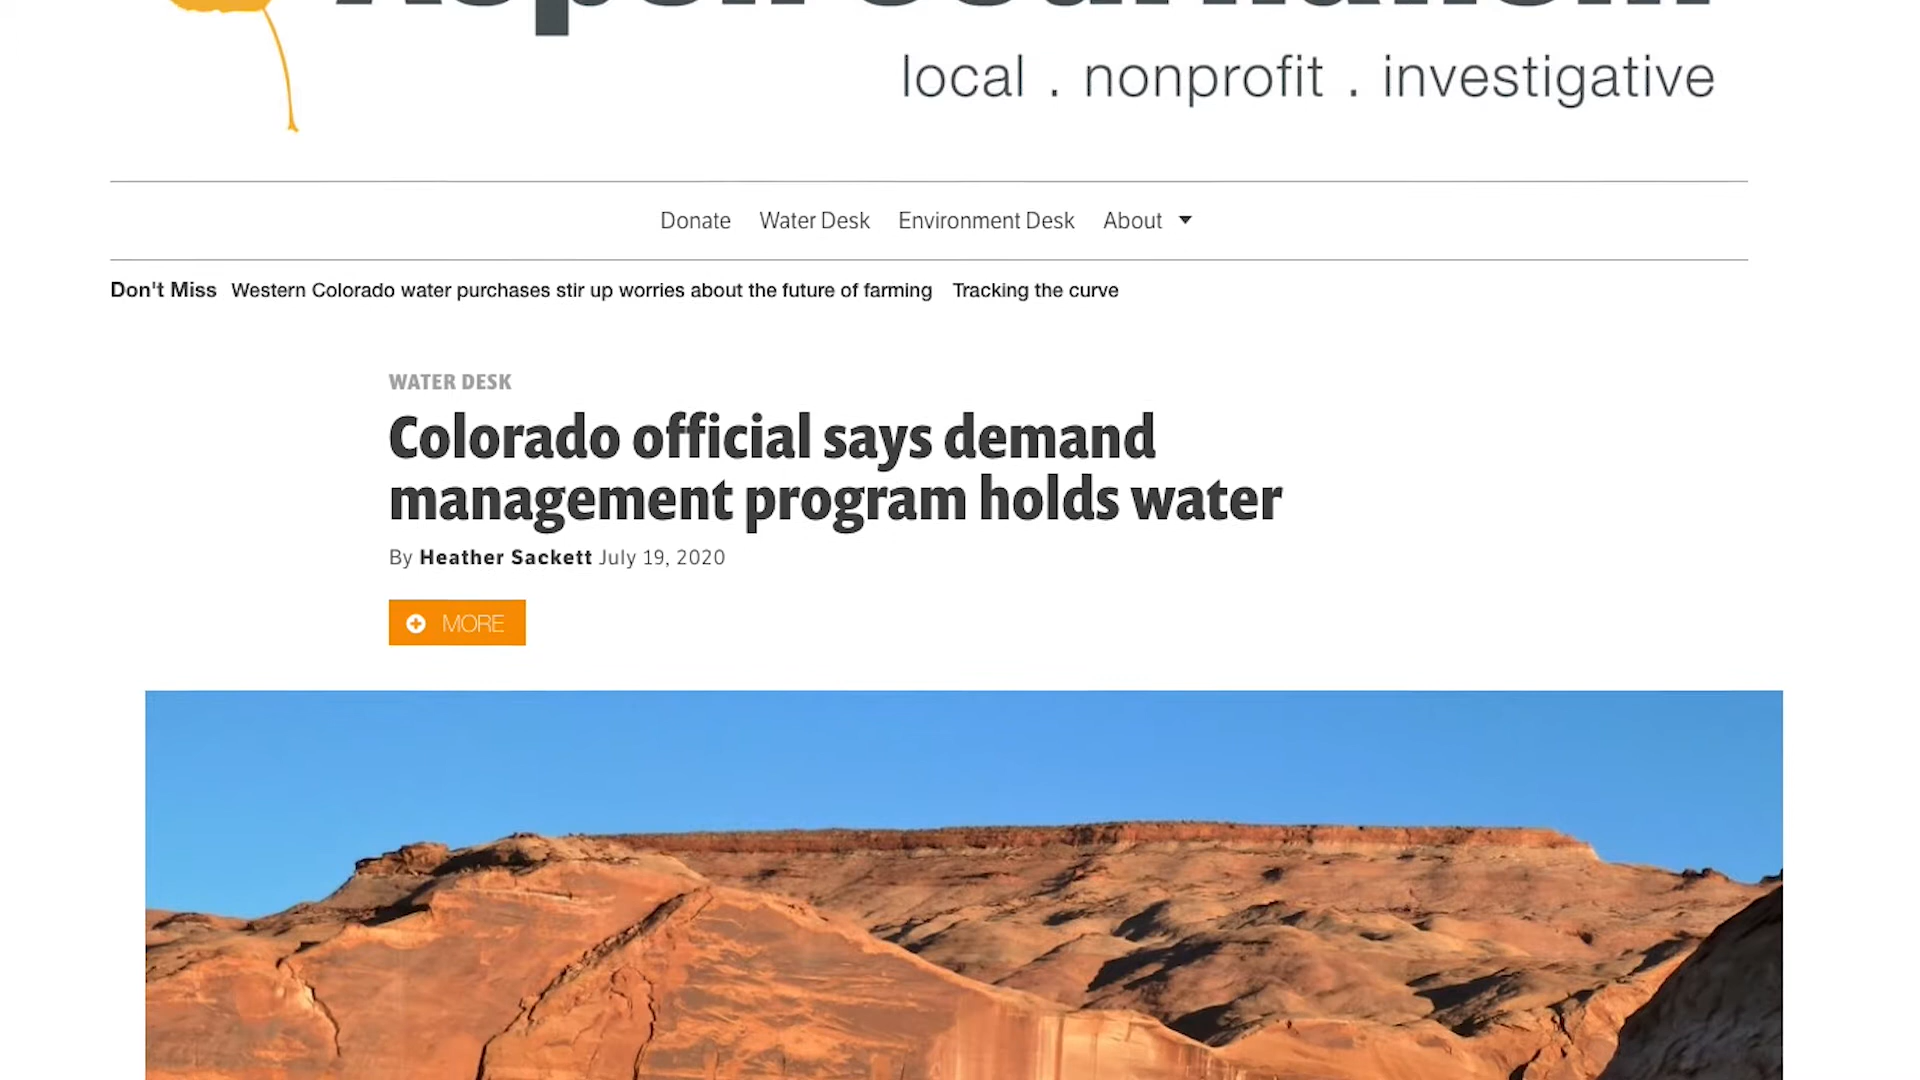 local . nonprofit . investigative
Donate Water Desk Environment Desk About
Don't Miss Western Colorado water purchases stir up worries about the future of farming Tracking the curve
WATER DESK
Colorado official says demand
management program holds water
By Heather Sackett July 19, 2020
MORE